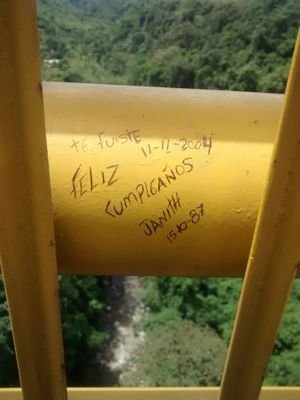 te fuiste 11-11-2004
FELIZ
CUMPLEAÑOS
JANITH
15-10-87